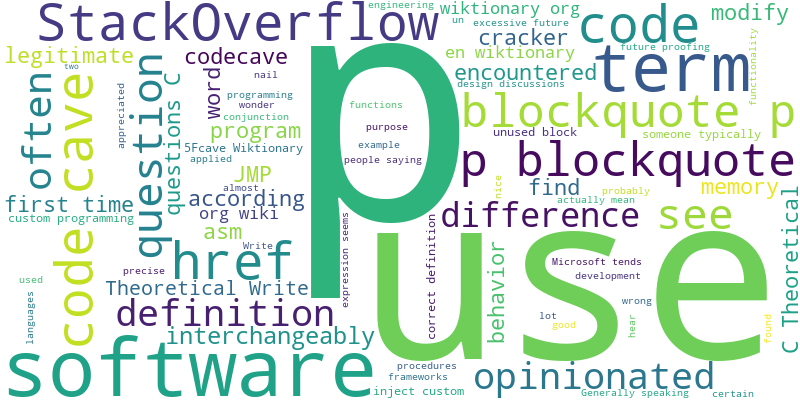 engineering
StackOverflow
wiktionary org
un
excessive future
modify
code
cracker
legitimate
codecave
en wiktionary
future proofing
term
two
nail
encountered
functionality
design discussions
often
code cave
appreciated
question
questions C
word
programming
wonder
conjunction
functions
p
blockquote p
program
purpose
unused block
someone typically
5Fcave Wiktionary
example
applied
people saying
p blockquote
JMP
almost
find
nice
memory
probably
first time
according
actually mean
custom programming
org wiki
difference
see
asm
Write
expression seems
correct definition
behavior
use
C Theoretical
href
precise
Microsoft tends
development
used
Theoretical Write
languages
definition
wrong
lot
good
hear
found
interchangeably
software
procedures
frameworks
opinionated
inject custom
Generally speaking
certain